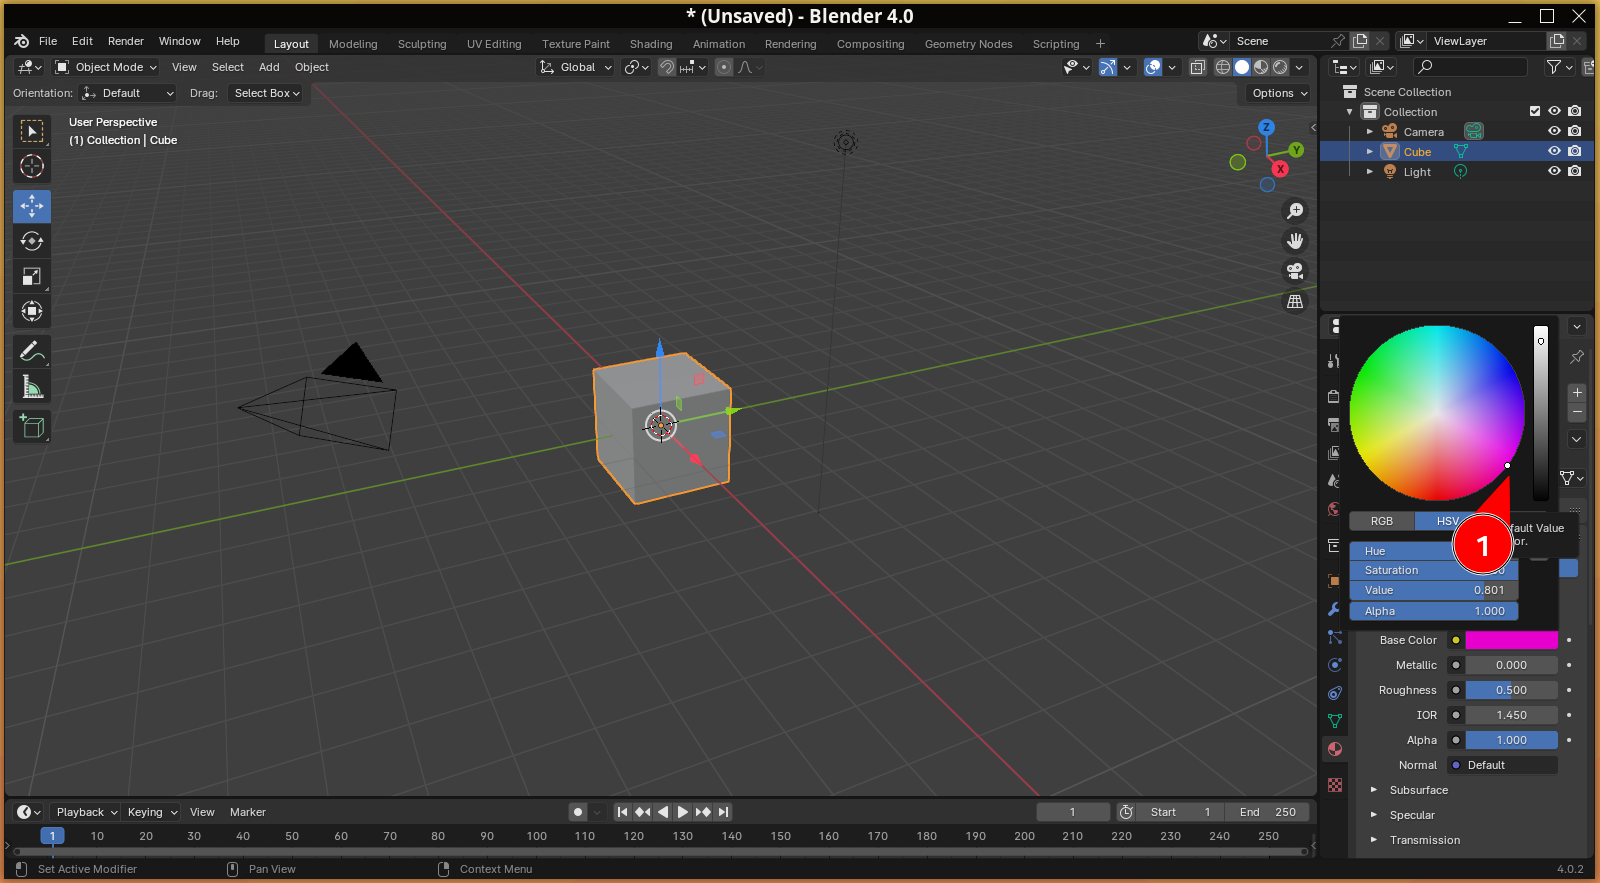 * (Unsaved) - Blender 4.0
File Edit Render Window Help Layout Modeling Sculpting UV Editing Texture Paint Shading Animation Rendering Compositing Geometry Nodes Scripting + Scene ViewLayer
Object Mode View Select Add Object Global
Orientation: Default Drag: Select Box Options
User Perspective
(1) Collection | Cube
Z
Y
X
Scene Collection
Collection
Camera
Cube
Light
RGB HSV
Hue
Saturation
Value 0.801
Alpha 1.000
1
Value
Base Color
Metallic 0.000
Roughness 0.500
IOR 1.450
Alpha 1.000
Normal Default
Subsurface
Specular
Transmission
Playback Keying View Marker 1 Start 1 End 250
1 10 20 30 40 50 60 70 80 90 100 110 120 130 140 150 160 170 180 190 200 210 220 230 240 250
Set Active Modifier Pan View Context Menu 4.0.2